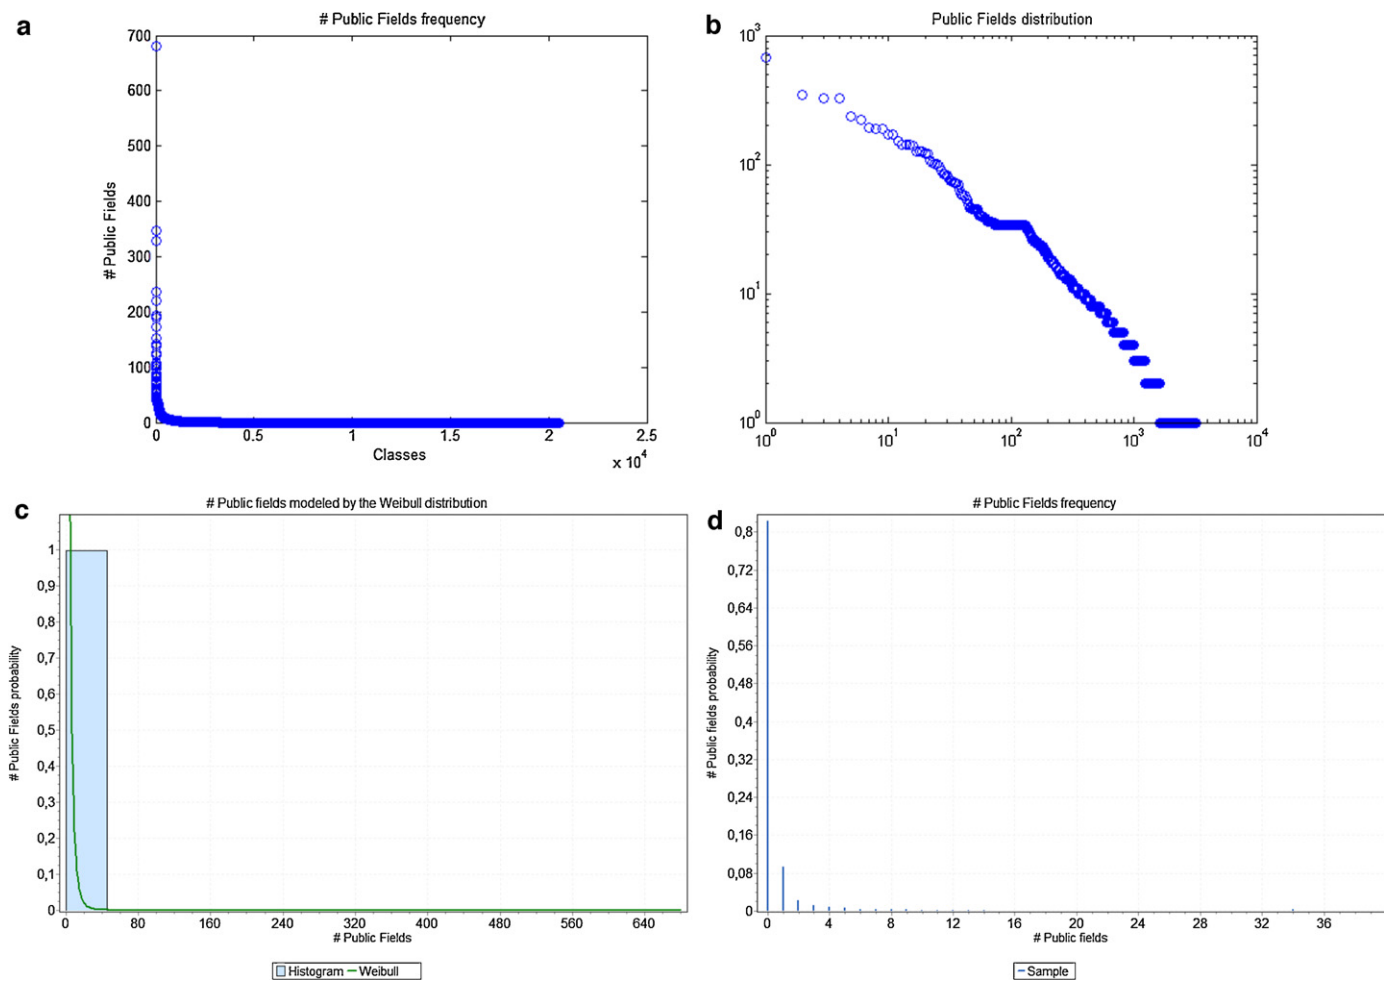 a
# Public Fields frequency
700
600
500
400
300
200
100
0
# Public Fields
0 0.5 1 1.5 2 2.5
Classes
x 10^4
b
Public Fields distribution
10^3
10^2
10^1
10^0
10^0 10^1 10^2 10^3 10^4
c
# Public fields modeled by the Weibull distribution
1
0,9
0,8
0,7
0,6
0,5
0,4
0,3
0,2
0,1
0
# Public Fields probability
0 80 160 240 320 400 480 560 640
# Public Fields
Histogram Weibull
d
# Public Fields frequency
0,8
0,72
0,64
0,56
0,48
0,4
0,32
0,24
0,16
0,08
0
# Public fields probability
0 4 8 12 16 20 24 28 32 36
# Public fields
Sample